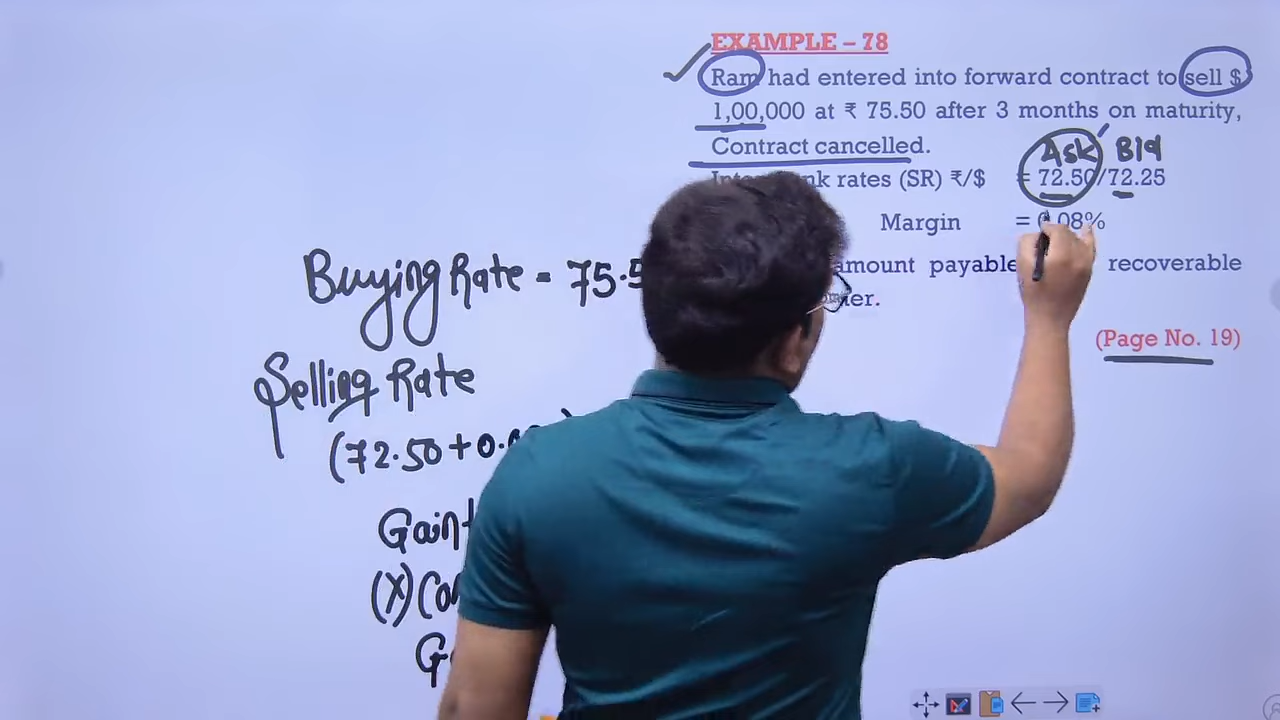 EXAMPLE – 78
Ram had entered into forward contract to sell $
1,00,000 at ₹ 75.50 after 3 months on maturity,
Contract cancelled.
Ask Bid
rates (SR) ₹/$ = 72.50/72.25
Margin = 0.08%
amount payable recoverable
(Page No. 19)
Buying Rate = 75.5
Selling Rate
(72.50 + 0.0
Gain
(X)